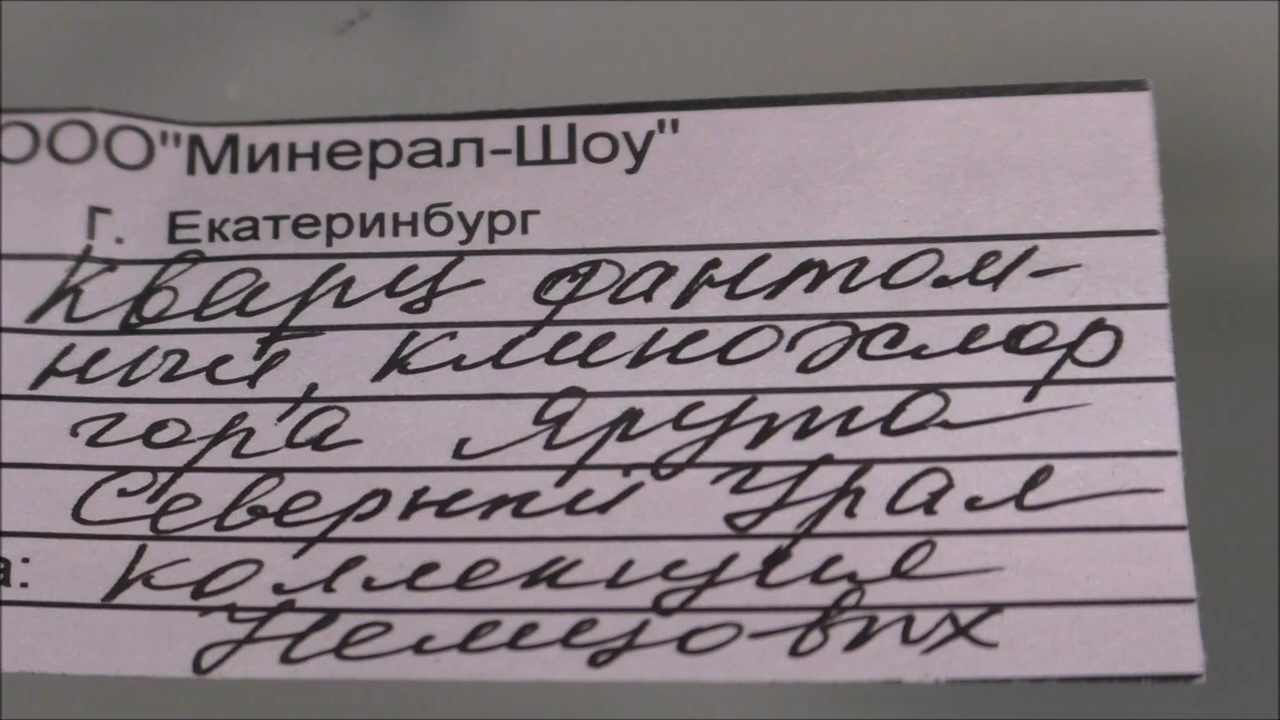 ООО"Минерал-Шоу"
г. Екатеринбург
Кварц фантом-
ный, клинохлор
гора Ярута
Северный Урал
а: коллекция
Немцовых